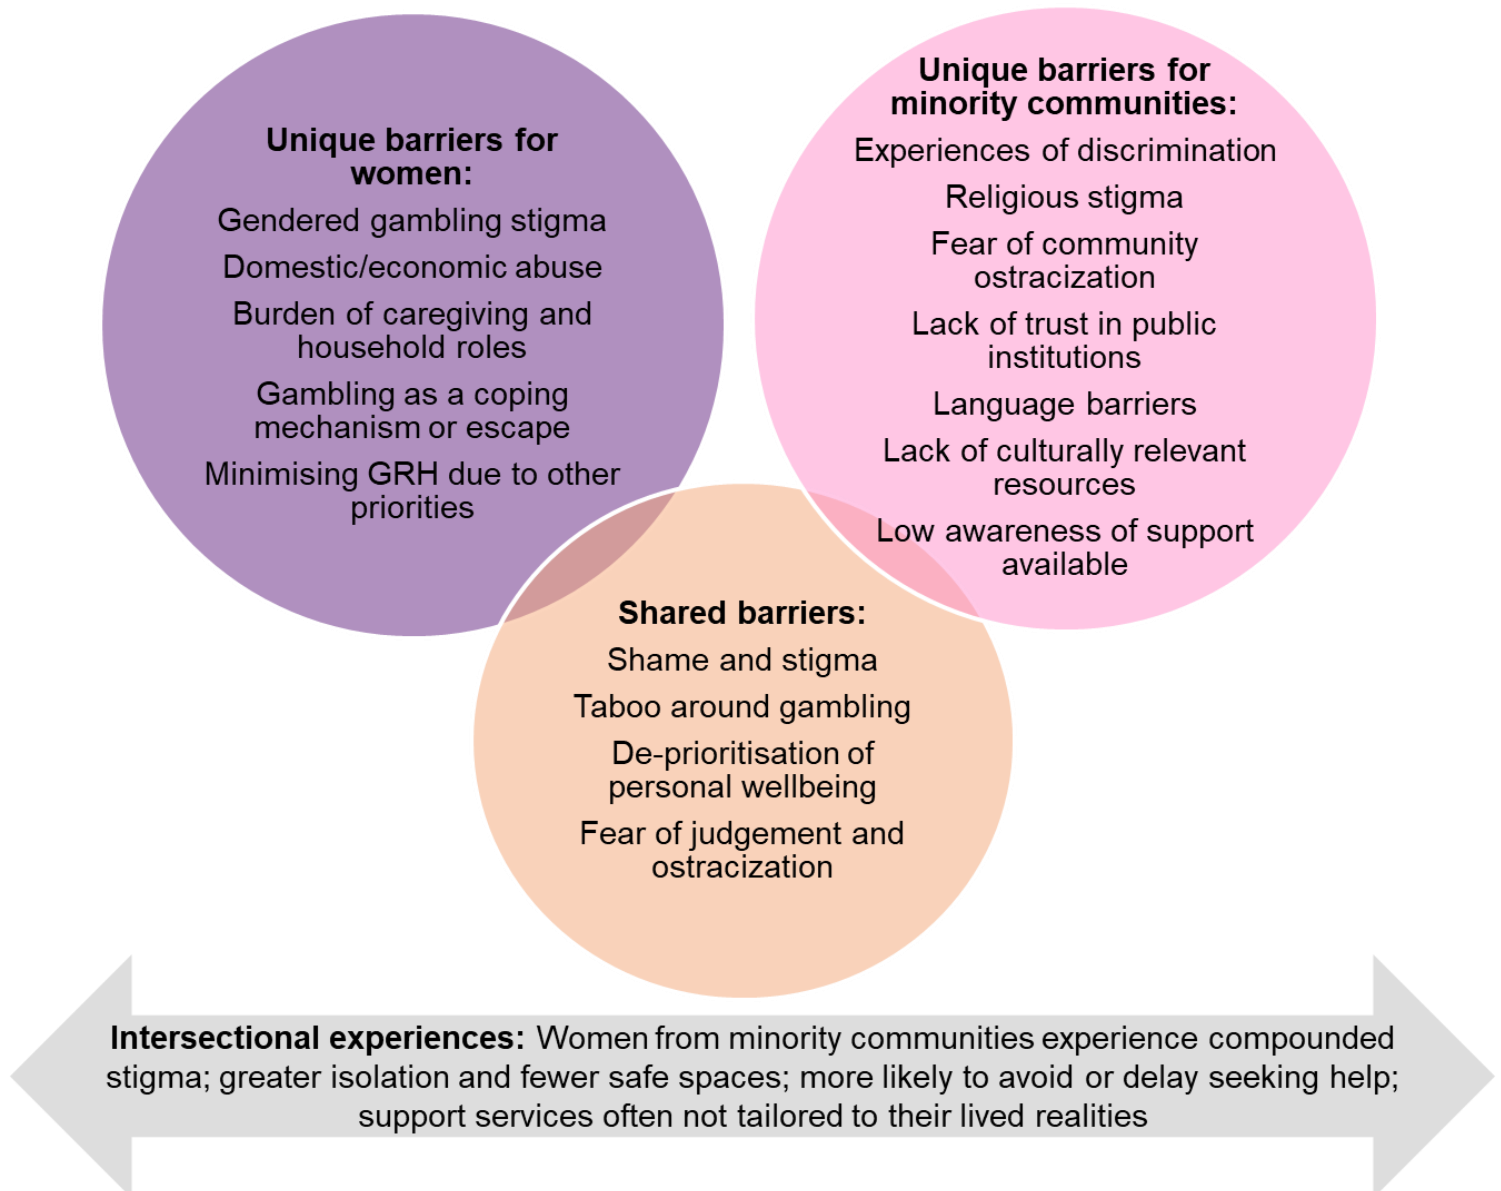 Unique barriers for
women:
Gendered gambling stigma
Domestic/economic abuse
Burden of caregiving and
household roles
Gambling as a coping
mechanism or escape
Minimising GRH due to other
priorities
Unique barriers for
minority communities:
Experiences of discrimination
Religious stigma
Fear of community
ostracization
Lack of trust in public
institutions
Language barriers
Lack of culturally relevant
resources
Low awareness of support
available
Shared barriers:
Shame and stigma
Taboo around gambling
De-prioritisation of
personal wellbeing
Fear of judgement and
ostracization
Intersectional experiences: Women from minority communities experience compounded
stigma; greater isolation and fewer safe spaces; more likely to avoid or delay seeking help;
support services often not tailored to their lived realities